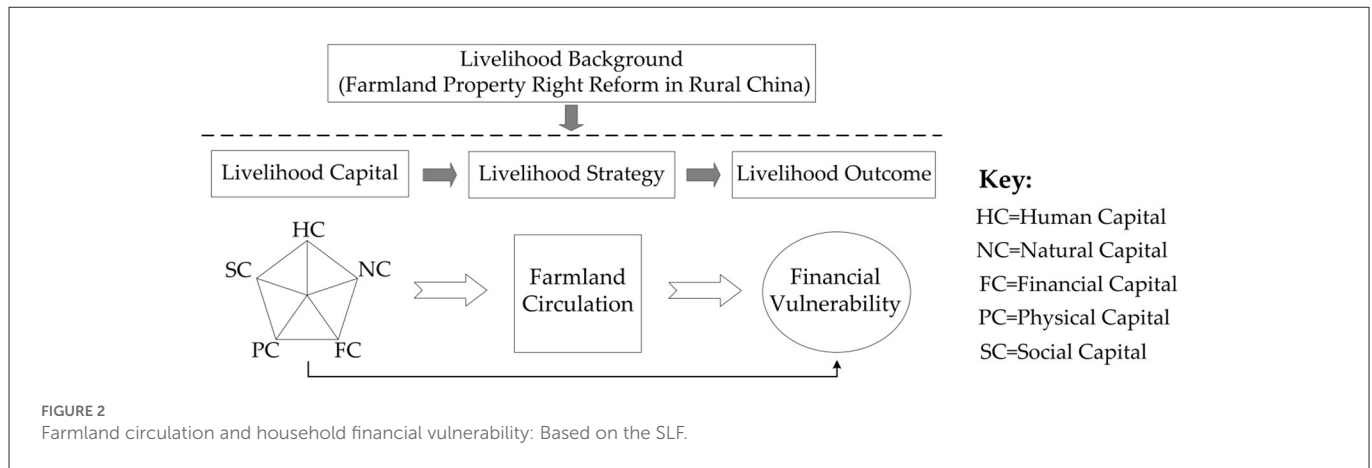 Livelihood Background
(Farmland Property Right Reform in Rural China)
Livelihood Capital
Livelihood Strategy
Livelihood Outcome
HC
SC
NC
PC
FC
Farmland
Circulation
Financial
Vulnerability
Key:
HC=Human Capital
NC=Natural Capital
FC=Financial Capital
PC=Physical Capital
SC=Social Capital
FIGURE 2
Farmland circulation and household financial vulnerability: Based on the SLF.